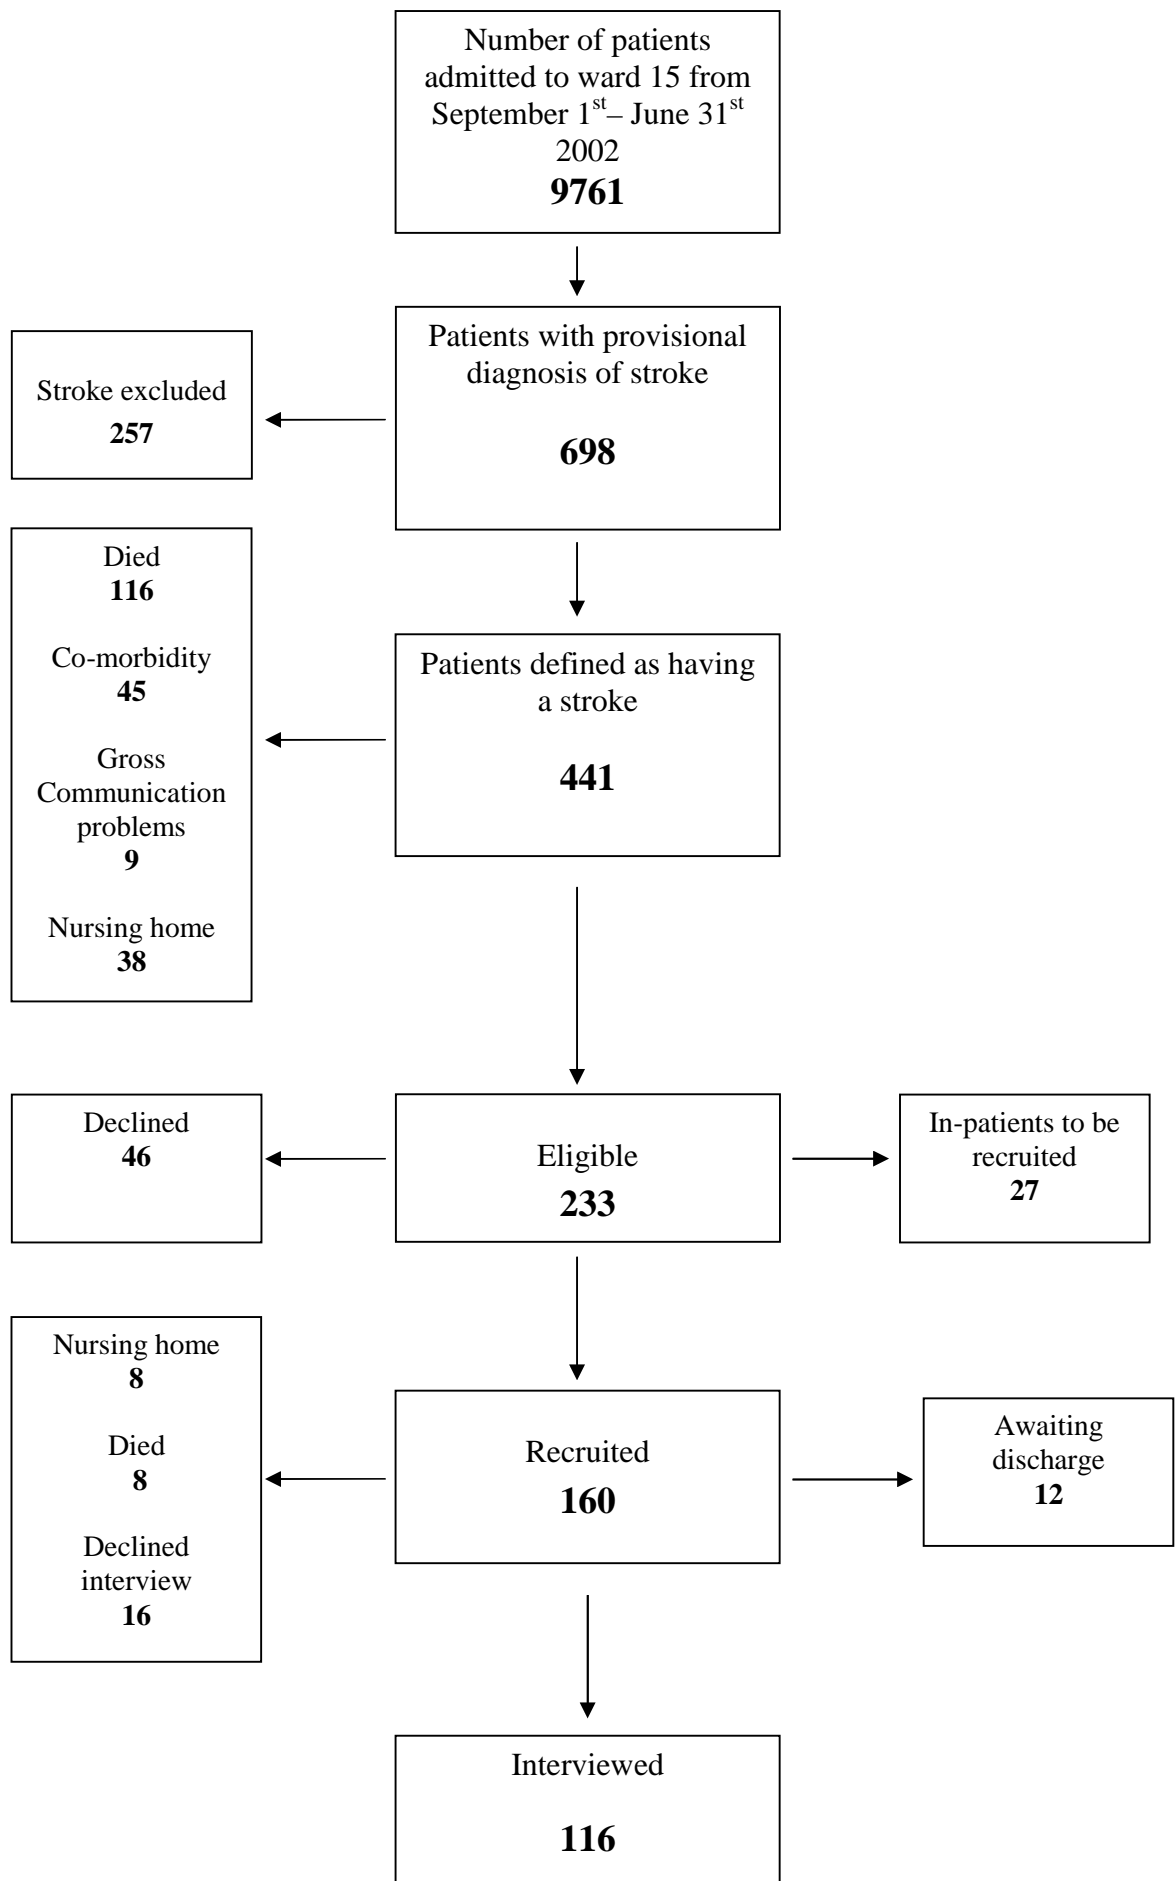 Number of patients
admitted to ward 15 from
September 1st– June 31st
2002
9761
Patients with provisional
diagnosis of stroke
698
Stroke excluded
257
Patients defined as having
a stroke
441
Died
116
Co-morbidity
45
Gross
Communication
problems
9
Nursing home
38
Eligible
233
Declined
46
In-patients to be
recruited
27
Recruited
160
Nursing home
8
Died
8
Declined
interview
16
Awaiting
discharge
12
Interviewed
116